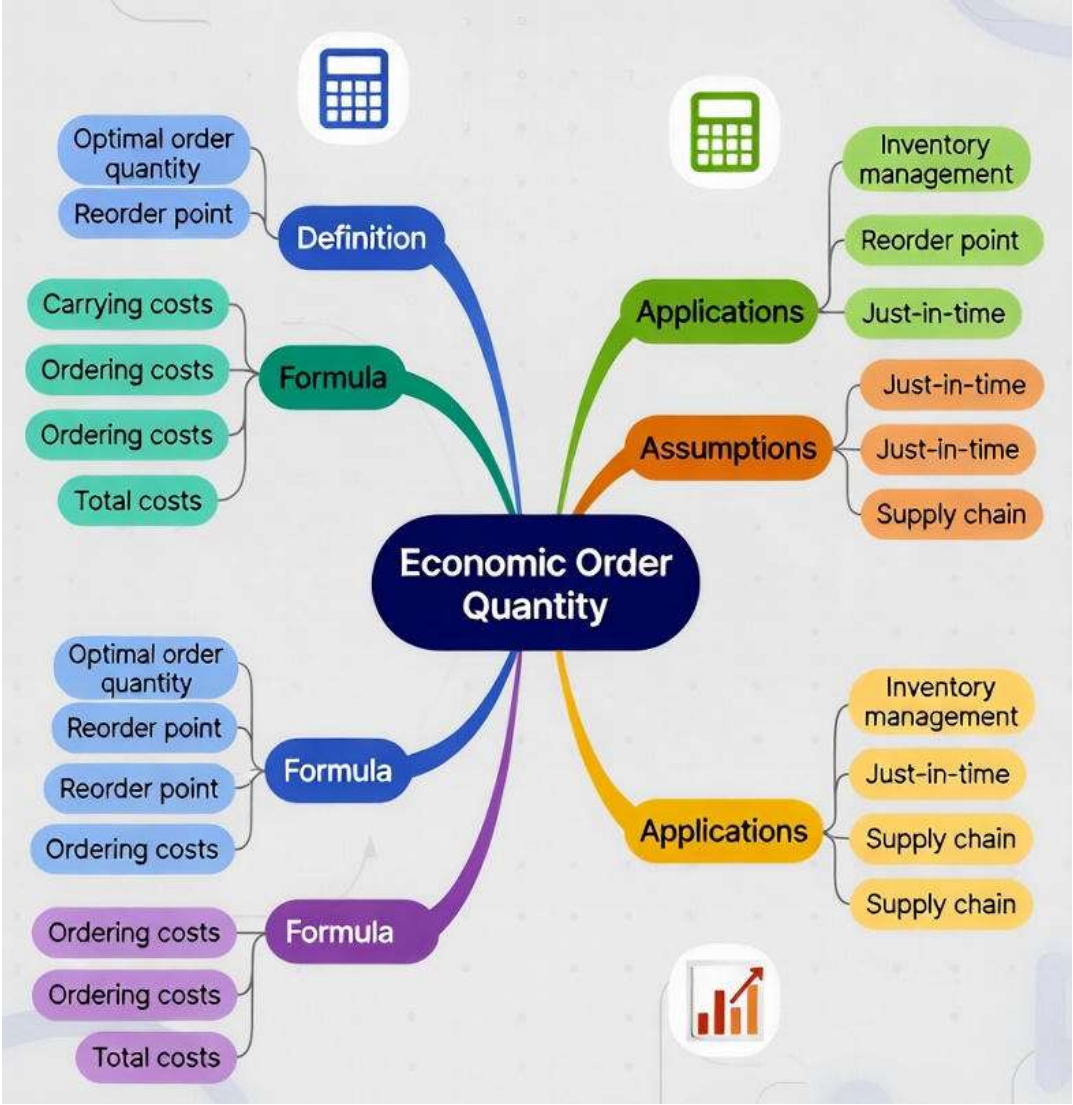 Optimal order
quantity
Reorder point
Definition
Carrying costs
Ordering costs
Ordering costs
Total costs
Formula
Inventory
management
Reorder point
Just-in-time
Applications
Just-in-time
Just-in-time
Supply chain
Assumptions
Economic Order
Quantity
Optimal order
quantity
Reorder point
Reorder point
Ordering costs
Formula
Ordering costs
Ordering costs
Total costs
Formula
Inventory
management
Just-in-time
Supply chain
Supply chain
Applications